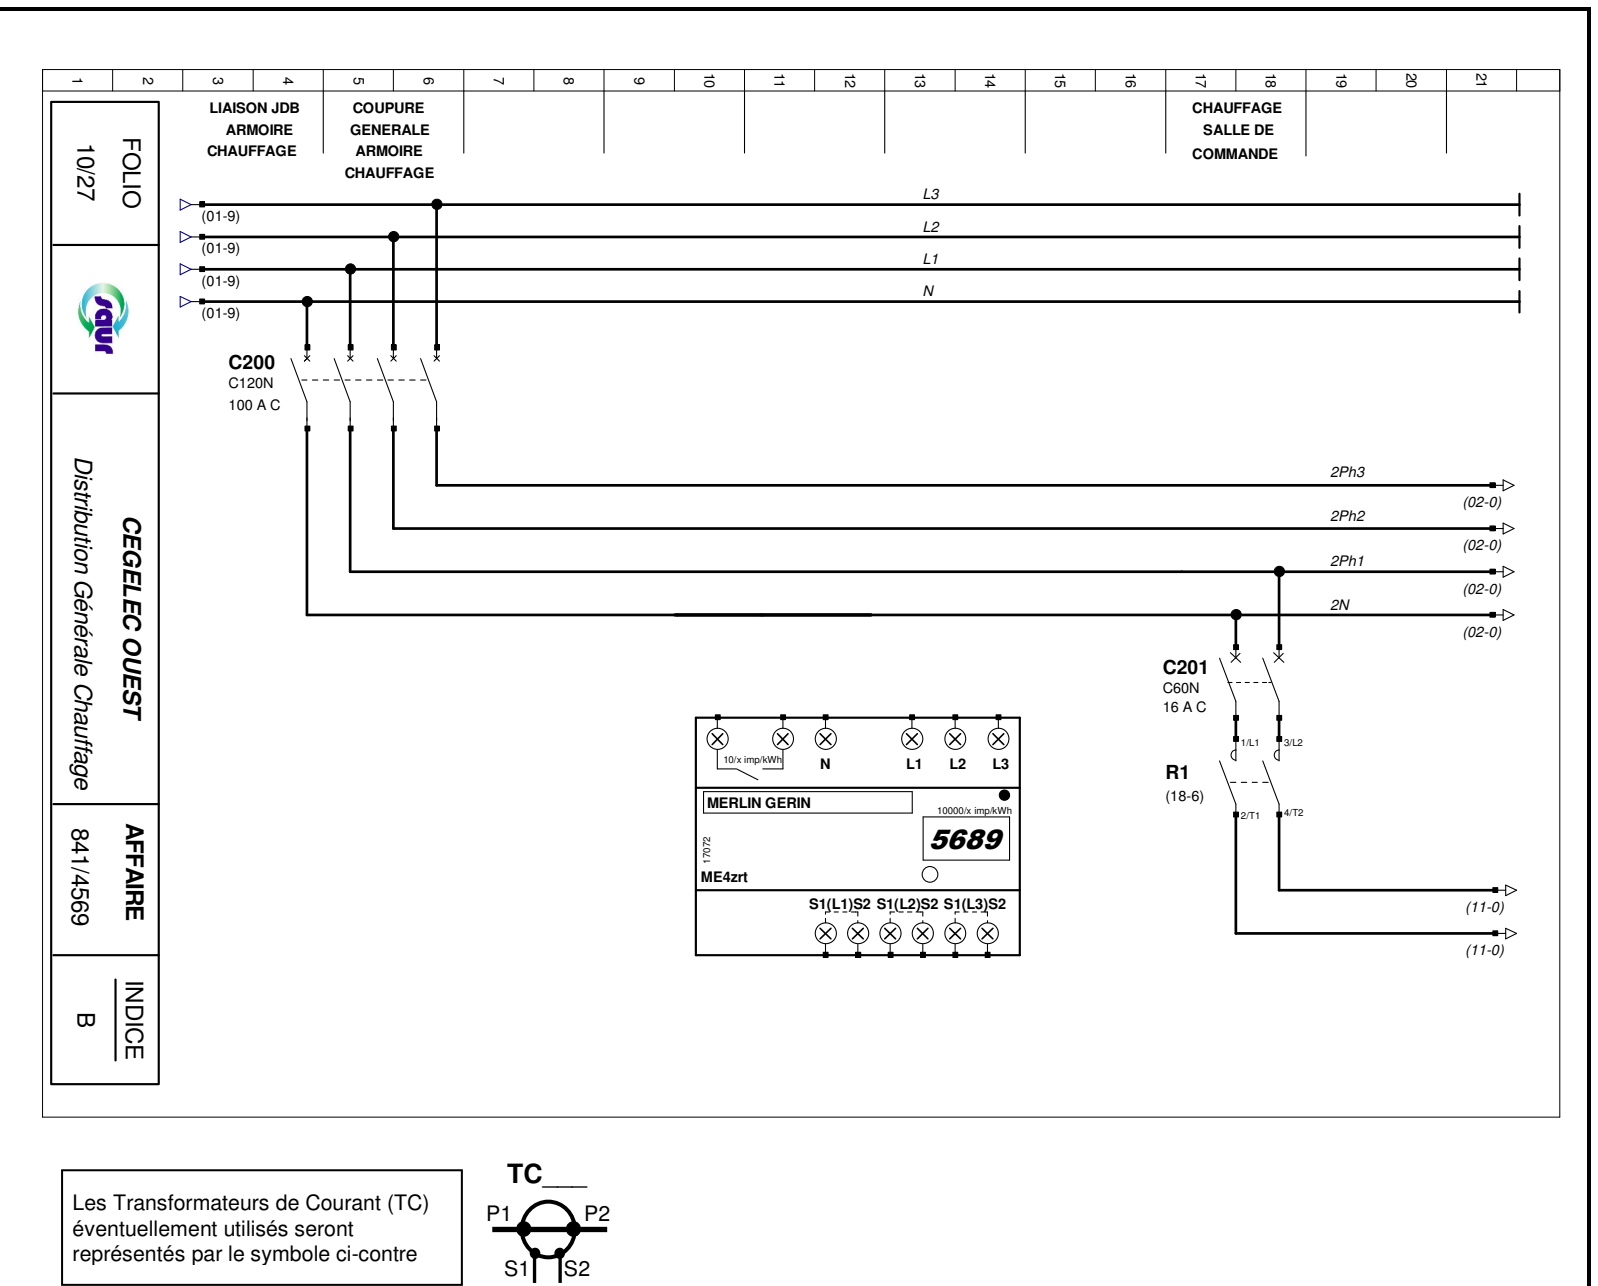 1 2 3 4 5 6 7 8 9 10 11 12 13 14 15 16 17 18 19 20 21
LIAISON JDB
ARMOIRE
CHAUFFAGE
COUPURE
GENERALE
ARMOIRE
CHAUFFAGE
CHAUFFAGE
SALLE DE
COMMANDE
FOLIO
10/27
saur
CEGELEC OUEST
Distribution Générale Chauffage
AFFAIRE
841/4569
INDICE
B
L3
(01-9)
L2
(01-9)
L1
(01-9)
N
(01-9)
C200
C120N
100 A C
2Ph3
(02-0)
2Ph2
(02-0)
2Ph1
(02-0)
2N
(02-0)
C201
C60N
16 A C
1/L1 3/L2
R1
(18-6)
2/T1 4/T2
(11-0)
(11-0)
10/x imp/kWh
N L1 L2 L3
MERLIN GERIN
10000/x imp/kWh
5689
17072
ME4zrt
S1(L1)S2 S1(L2)S2 S1(L3)S2
Les Transformateurs de Courant (TC)
éventuellement utilisés seront
représentés par le symbole ci-contre
TC___
P1 P2
S1 S2